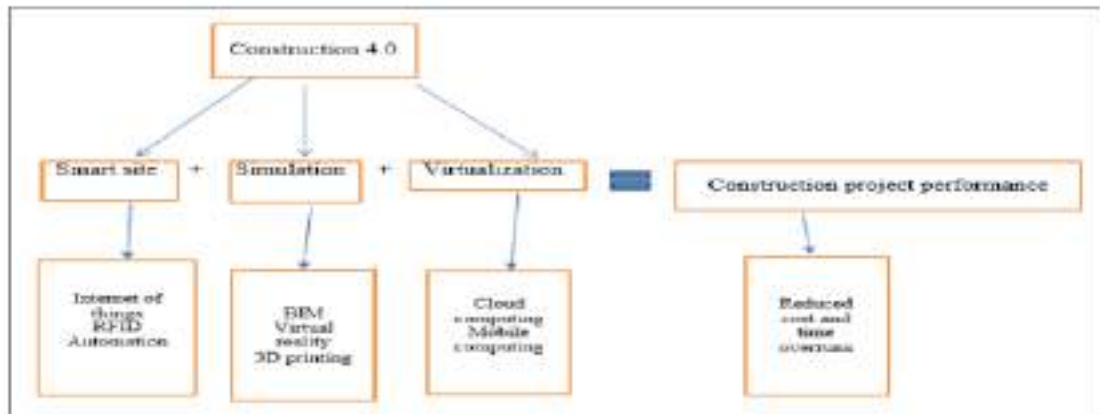 Construction 4.0
Smart site + Simulation + Virtualization
Construction project performance
Internet of
things
RFID
Automation
BIM
Virtual
reality
3D printing
Cloud
computing
Mobile
computing
Reduced
cost and
time
overruns